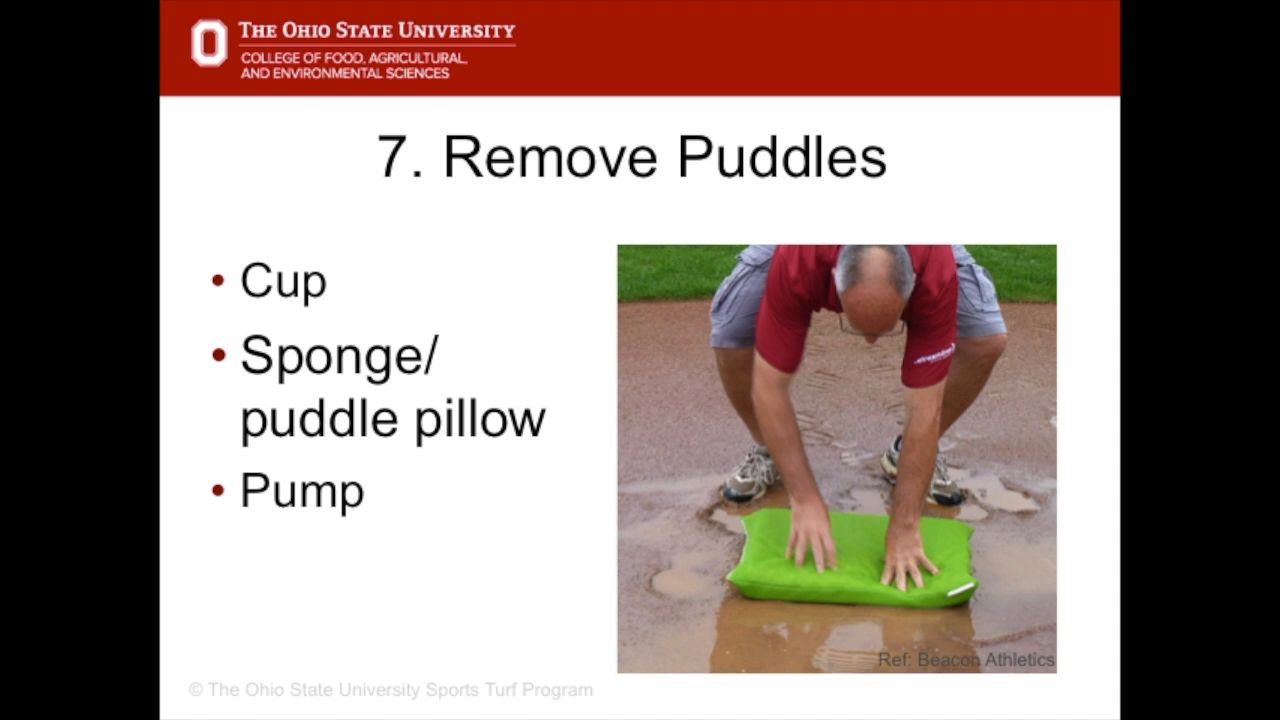 THE OHIO STATE UNIVERSITY
COLLEGE OF FOOD, AGRICULTURAL,
AND ENVIRONMENTAL SCIENCES
7. Remove Puddles
• Cup
• Sponge/
puddle pillow
• Pump
Ref: Beacon Athletics
© The Ohio State University Sports Turf Program